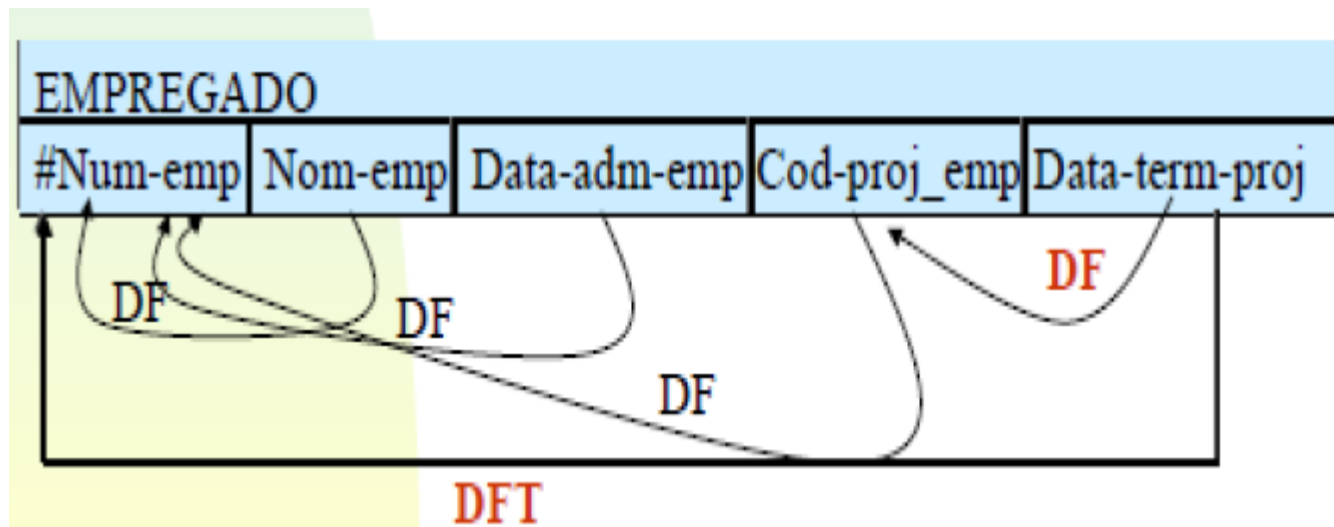 EMPREGADO
#Num-emp Nom-emp Data-adm-emp Cod-proj_emp Data-term-proj
DF
DF
DF
DF
DFT